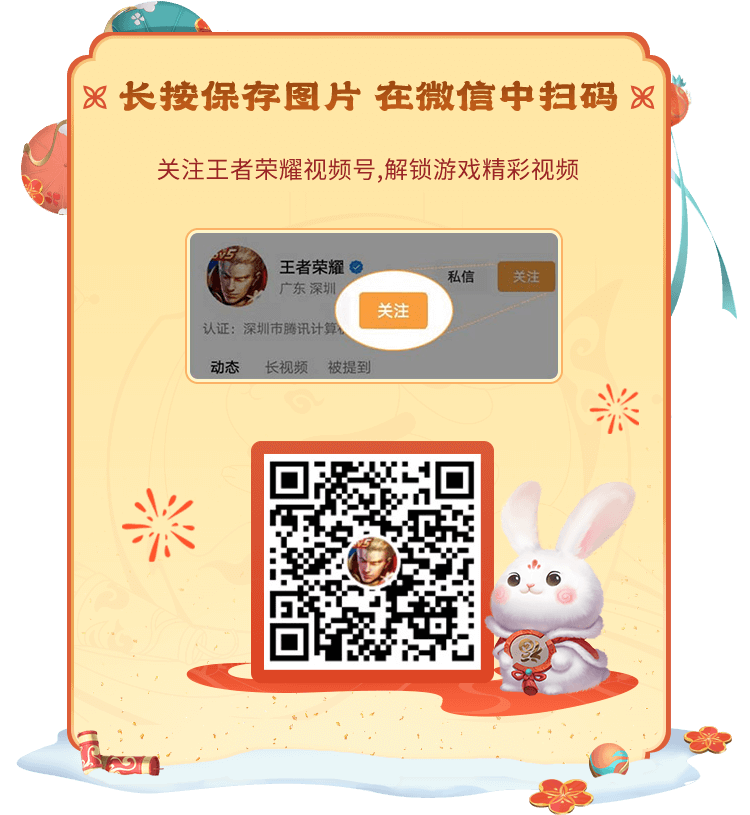 长按保存图片 在微信中扫码
关注王者荣耀视频号,解锁游戏精彩视频
王者荣耀
广东 深圳
私信
关注
关注
认证：深圳市腾讯计算机
动态
长视频
被提到